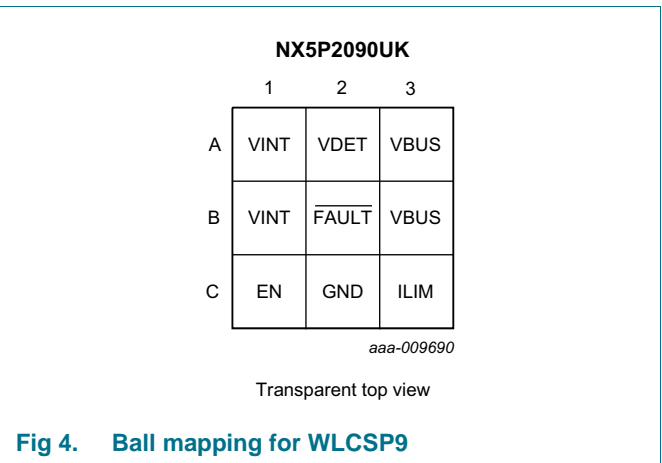 NX5P2090UK
1 2 3
A VINT VDET VBUS
B VINT FAULT VBUS
C EN GND ILIM
aaa-009690
Transparent top view
Fig 4. Ball mapping for WLCSP9